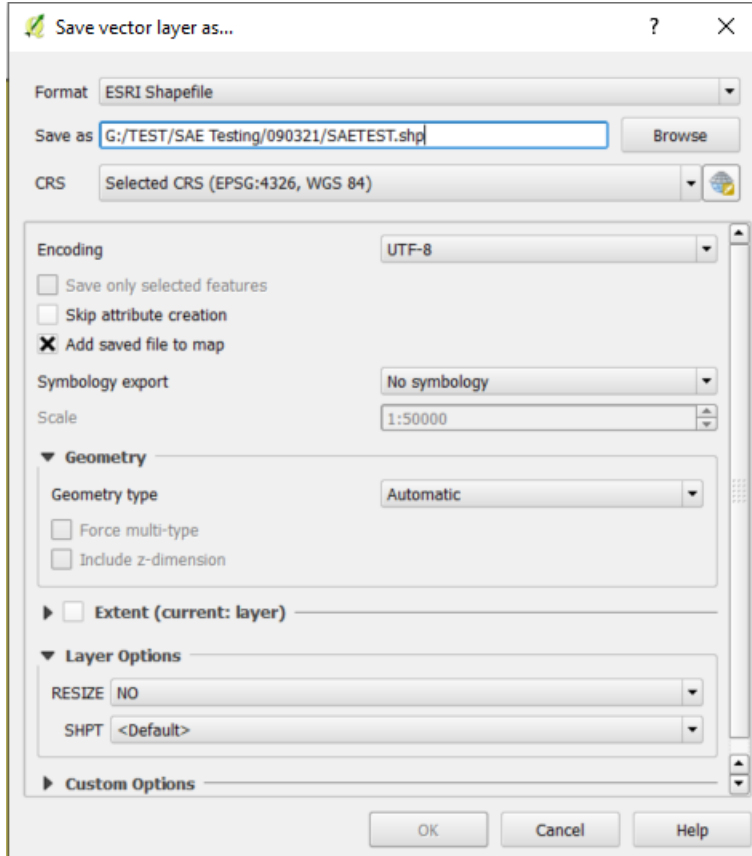 Save vector layer as...
?
Format ESRI Shapefile
Save as G:/TEST/SAE Testing/090321/SAETEST.shp Browse
CRS Selected CRS (EPSG:4326, WGS 84)
Encoding UTF-8
Save only selected features
Skip attribute creation
Add saved file to map
Symbology export No symbology
Scale 1:50000
Geometry
Geometry type Automatic
Force multi-type
Include z-dimension
Extent (current: layer)
Layer Options
RESIZE NO
SHPT <Default>
Custom Options
OK Cancel Help